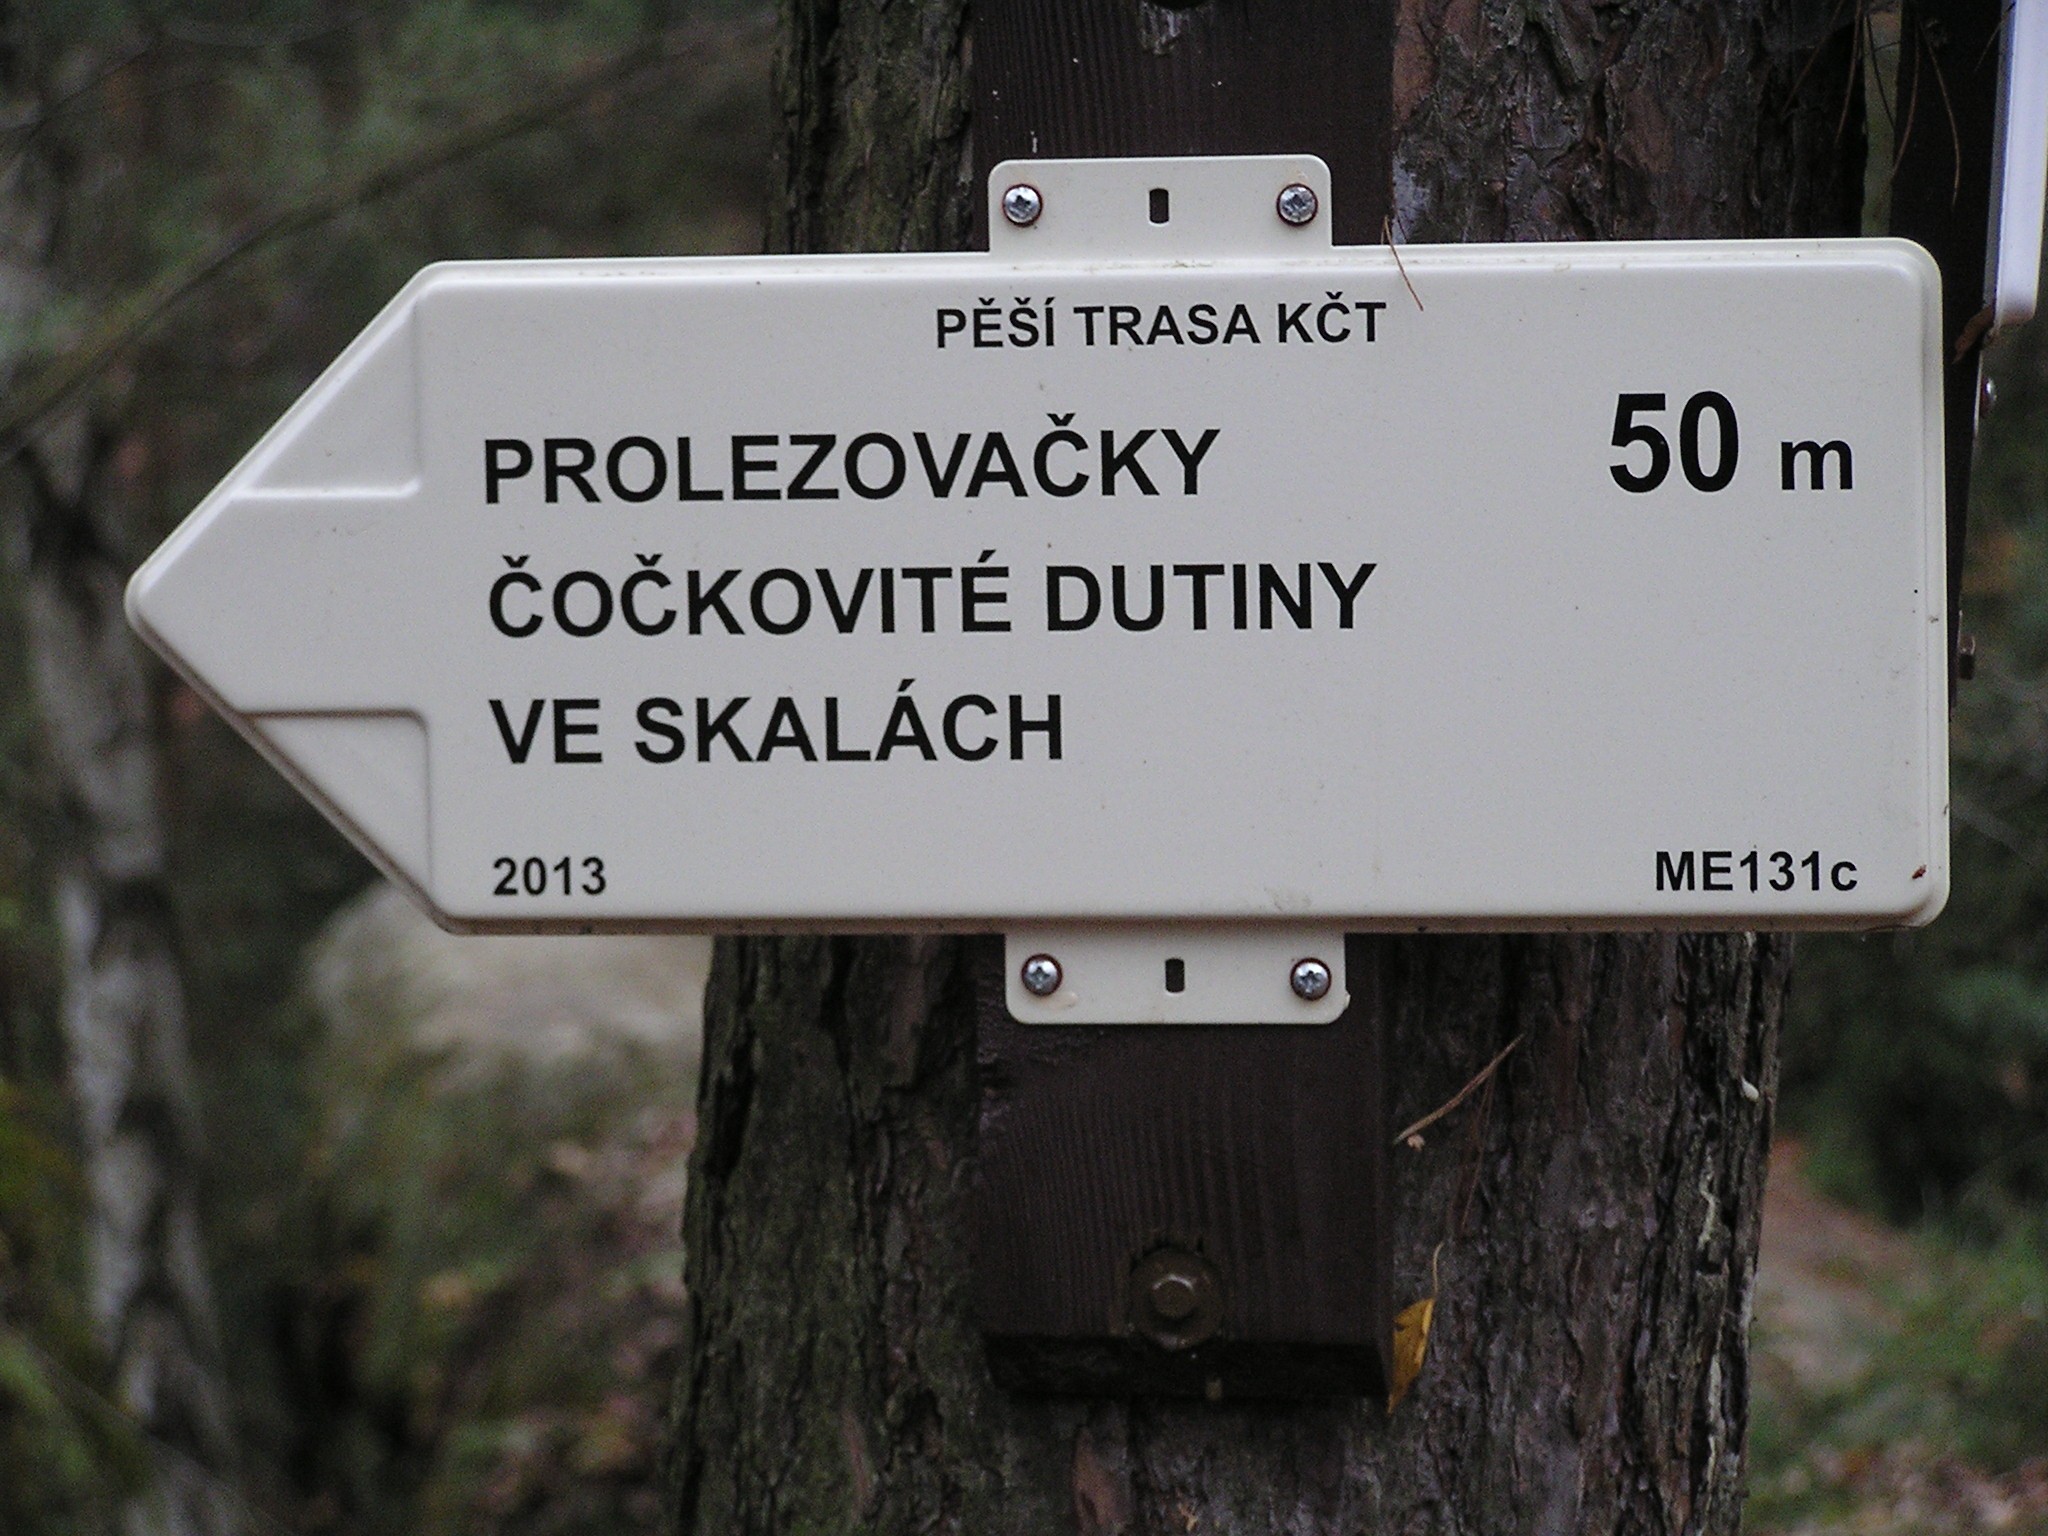 PĚŠÍ TRASA KČT
PROLEZOVAČKY 50 m
ČOČKOVITÉ DUTINY
VE SKALÁCH
2013 ME131c